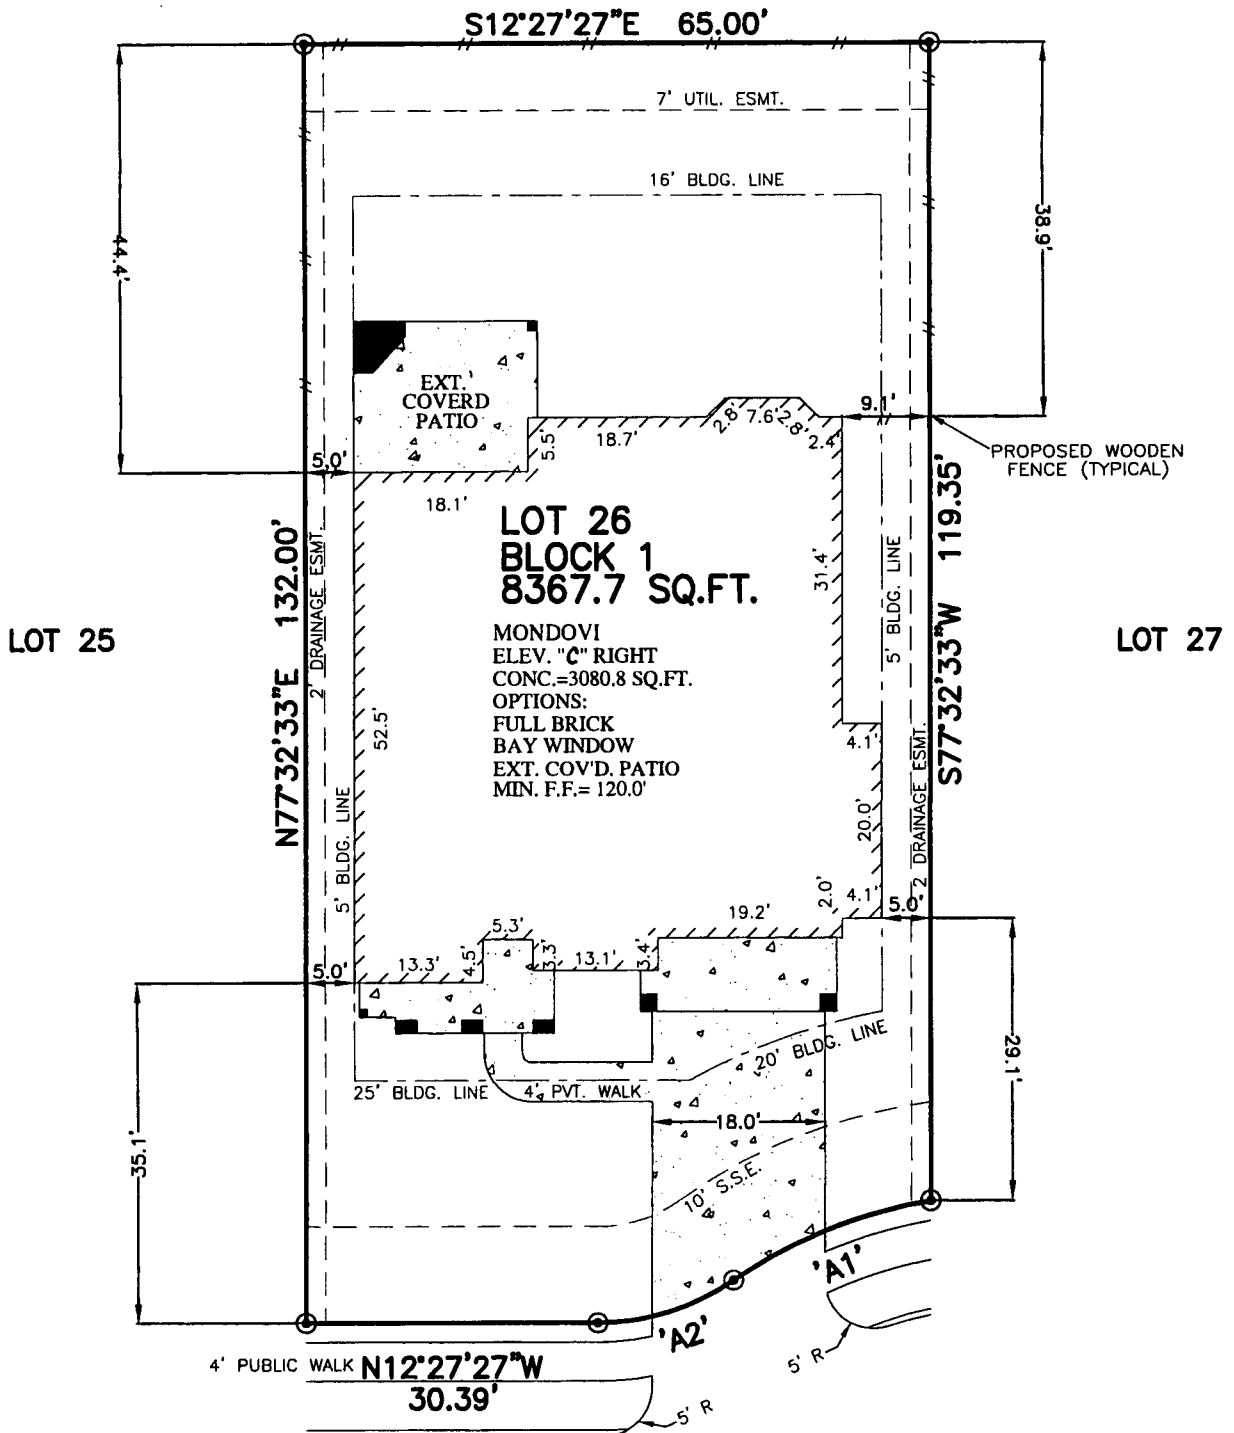 S12°27'27"E 65.00'
7' UTIL. ESMT.
16' BLDG. LINE
44.4'
38.9'
EXT.'
COVERD
PATIO
5.5'
18.7'
2.8'
7.6'
2.8'
2.4'
9.1'
PROPOSED WOODEN
FENCE (TYPICAL)
5.0'
18.1'
LOT 26
BLOCK 1
8367.7 SQ.FT.
MONDOVI
ELEV. "C" RIGHT
CONC.=3080.8 SQ.FT.
OPTIONS:
FULL BRICK
BAY WINDOW
EXT. COV'D. PATIO
MIN. F.F.= 120.0'
LOT 25
LOT 27
N77°32'33"E 132.00'
2' DRAINAGE ESMT.
5' BLDG. LINE
52.5'
31.4'
5' BLDG. LINE
S77°32'33"W 119.35'
2 DRAINAGE ESMT.
4.1'
20.0'
2.0'
4.1'
5.0'
19.2'
5.3'
4.5'
3.3'
13.1'
3.4'
13.3'
5.0'
35.1'
29.1'
25' BLDG. LINE
4' PVT. WALK
20' BLDG. LINE
18.0'
10' S.S.E.
'A1'
'A2'
4' PUBLIC WALK
N12°27'27"W
30.39'
5' R
5' R